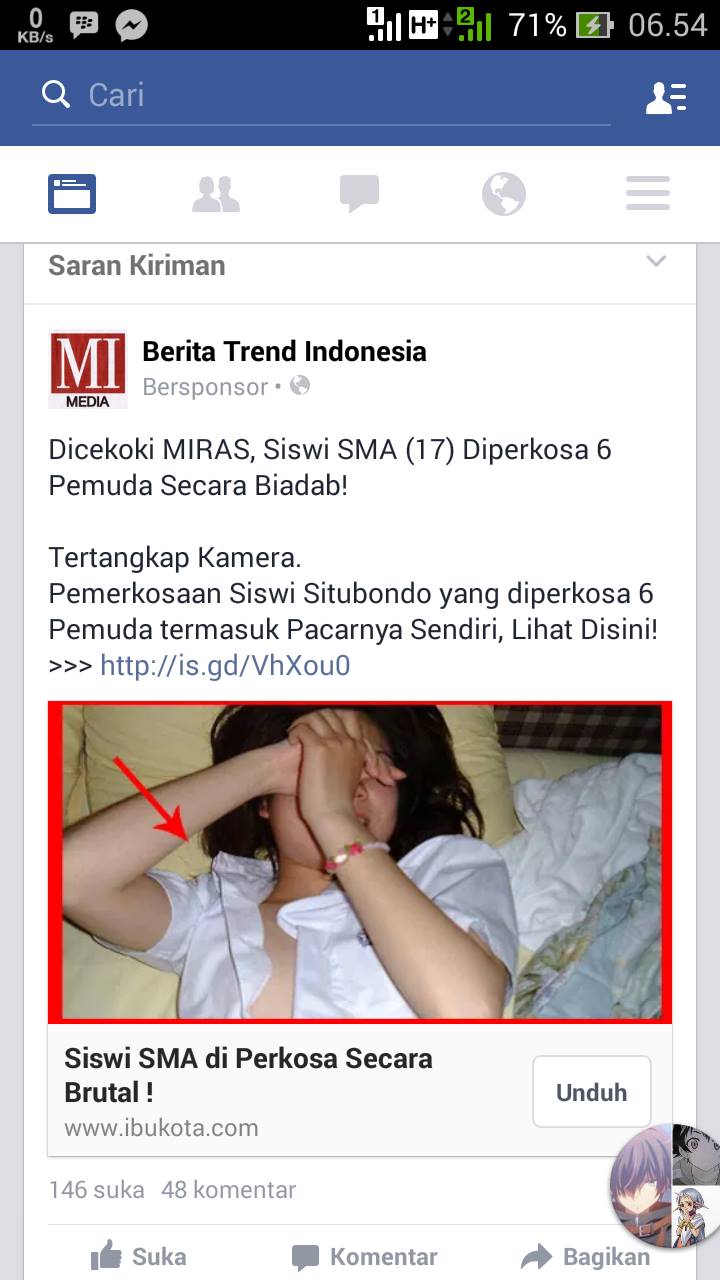 0
KB/s
1 H+ 2 71% 06.54
Cari
Saran Kiriman
MI
MEDIA
Berita Trend Indonesia
Bersponsor •
Dicekoki MIRAS, Siswi SMA (17) Diperkosa 6
Pemuda Secara Biadab!
Tertangkap Kamera.
Pemerkosaan Siswi Situbondo yang diperkosa 6
Pemuda termasuk Pacarnya Sendiri, Lihat Disini!
>>> http://is.gd/VhXou0
Siswi SMA di Perkosa Secara
Brutal !
Unduh
www.ibukota.com
146 suka 48 komentar
Suka Komentar Bagikan